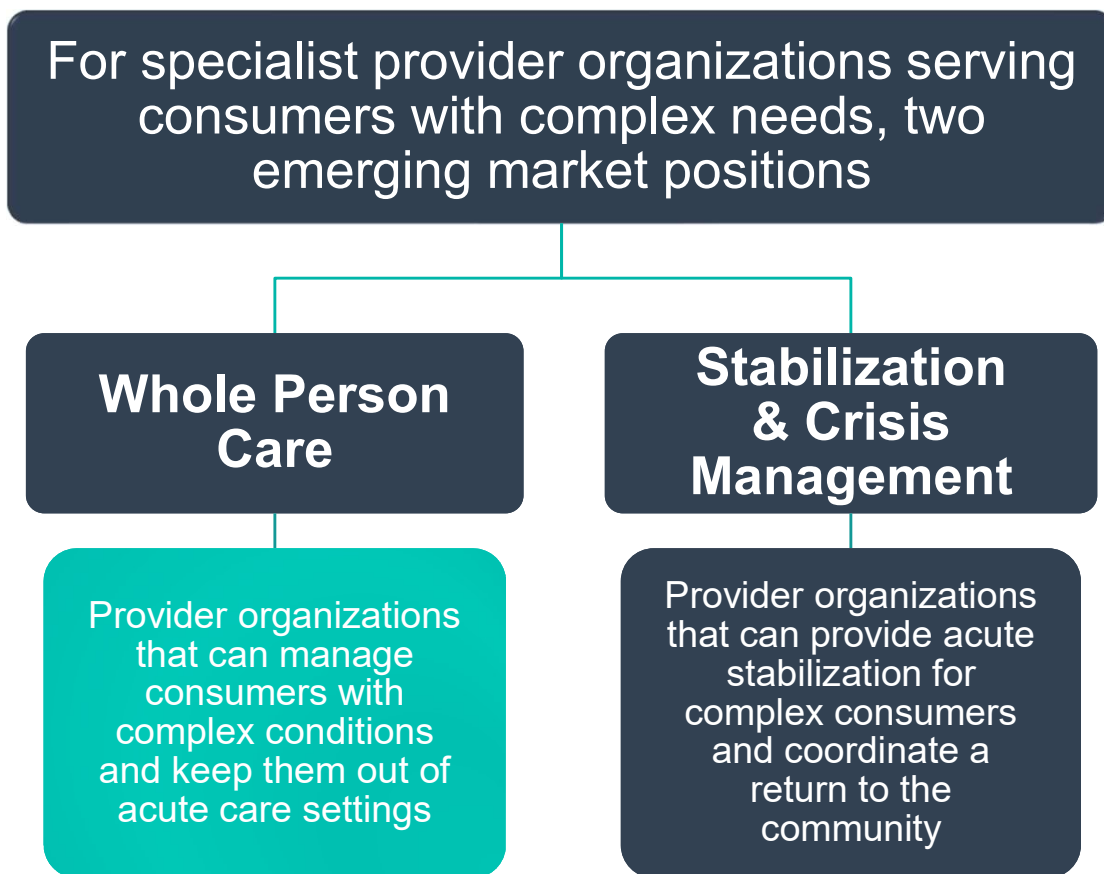 For specialist provider organizations serving
consumers with complex needs, two
emerging market positions
Whole Person
Care
Stabilization
& Crisis
Management
Provider organizations
that can manage
consumers with
complex conditions
and keep them out of
acute care settings
Provider organizations
that can provide acute
stabilization for
complex consumers
and coordinate a
return to the
community